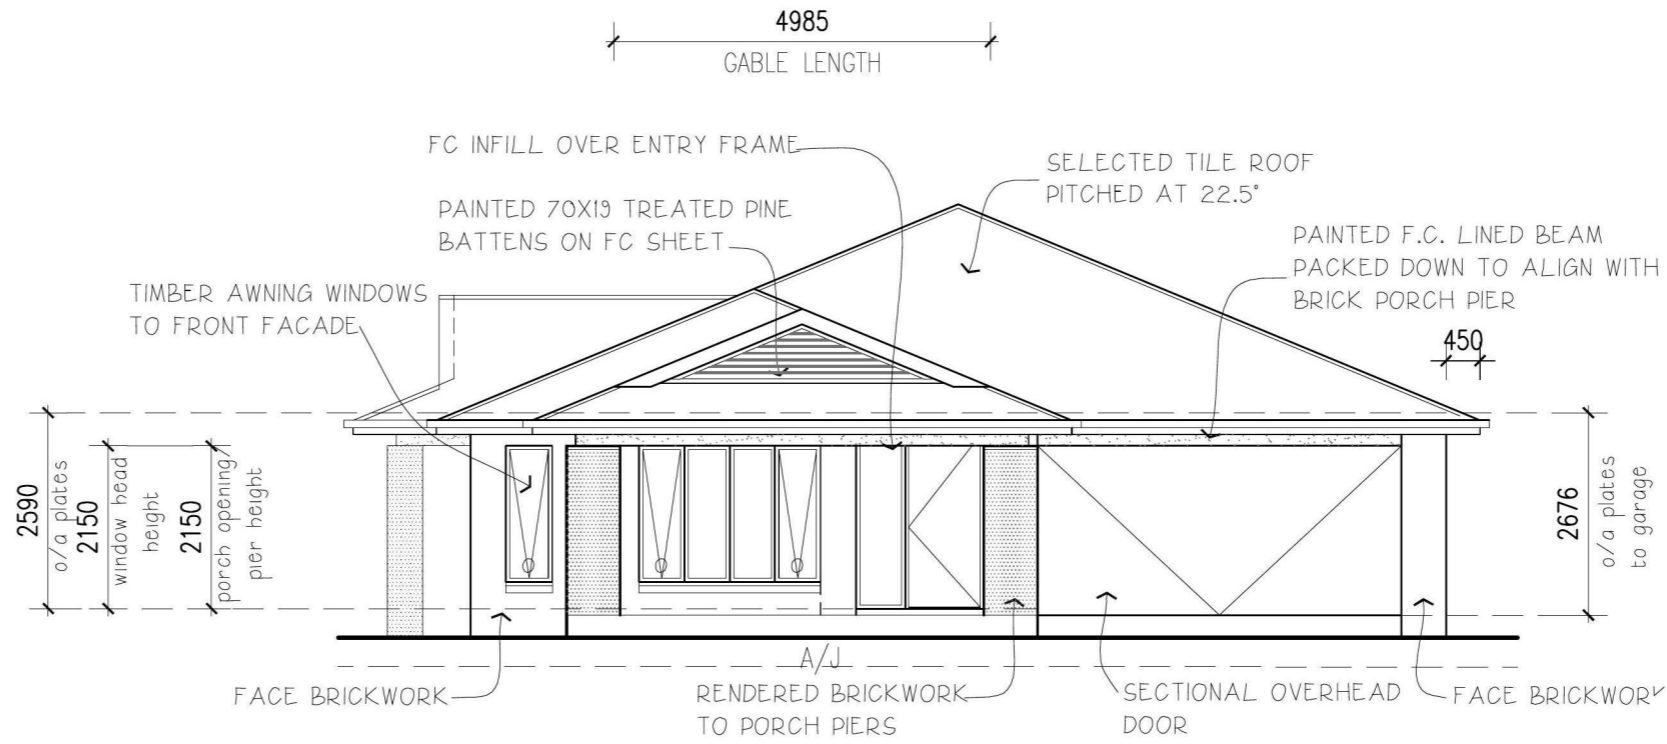 4985
GABLE LENGTH
FC INFILL OVER ENTRY FRAME
SELECTED TILE ROOF
PITCHED AT 22.5°
PAINTED 70X19 TREATED PINE
BATTENS ON FC SHEET
PAINTED F.C. LINED BEAM
PACKED DOWN TO ALIGN WITH
BRICK PORCH PIER
TIMBER AWNING WINDOWS
TO FRONT FACADE
450
2590
o/a plates
2150
window head
height
2150
porch opening/
pier height
2676
o/a plates
to garage
A/J
FACE BRICKWORK
RENDERED BRICKWORK
TO PORCH PIERS
SECTIONAL OVERHEAD
DOOR
FACE BRICKWORK